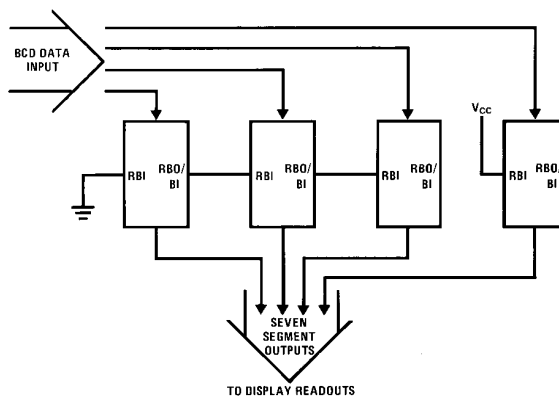 BCD DATA
INPUT
VCC
RBI
RBO/
BI
RBI
RBO/
BI
RBI
RBO/
BI
RBI
RBO/
BI
SEVEN
SEGMENT
OUTPUTS
TO DISPLAY READOUTS